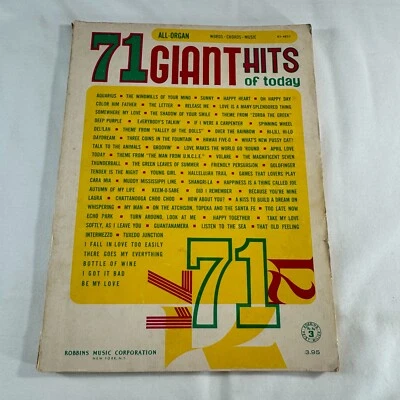 ALL-ORGAN WORDS-CHORDS-MUSIC
71 GIANT HITS
of today
AQUARIUS • THE WINDMILLS OF YOUR MIND • SUNNY • HAPPY HEART • OH HAPPY DAY
COLOR HIM FATHER • THE LETTER • RELEASE ME • LOVE IS A MANY-SPLENDORED THING
SOMEWHERE MY LOVE • THE SHADOW OF YOUR SMILE • THEME FROM "ZORBA THE GREEK"
DEEP PURPLE • EVERYBODY'S TALKIN' • IF I WERE A CARPENTER • SPINNING WHEEL
DELILAH • THEME FROM "VALLEY OF THE DOLLS" • OVER THE RAINBOW • HI-LILI, HI-LO
DAYDREAM • THREE COINS IN THE FOUNTAIN • HAWAII FIVE-O • WHAT'S NEW PUSSY CAT?
TALK TO THE ANIMALS • GROOVIN' • LOVE MAKES THE WORLD GO 'ROUND • APRIL LOVE
TODAY • THEME FROM "THE MAN FROM U.N.C.L.E." • VOLARE • THE MAGNIFICENT SEVEN
THUNDERBALL • THE GREEN LEAVES OF SUMMER • FRIENDLY PERSUASION • GOLDFINGER
TENDER IS THE NIGHT • YOUNG GIRL • HALLELUJAH TRAIL • GAMES THAT LOVERS PLAY
CARA MIA • MUDDY MISSISSIPPI LINE • SHANGRI-LA • HAPPINESS IS A THING CALLED JOE
AUTUMN OF MY LIFE • KEEM-O-SABE • DID I REMEMBER • BECAUSE YOU'RE MINE
LAURA • CHATTANOOGA CHOO CHOO • HOW ABOUT YOU? • A KISS TO BUILD A DREAM ON
WHISPERING • MY MAN • ON THE ATCHISON, TOPEKA AND THE SANTA FE • TOO LATE NOW
ECHO PARK • TURN AROUND, LOOK AT ME • HAPPY TOGETHER • TAKE MY LOVE
SOFTLY, AS I LEAVE YOU • GUANTANAMERA • LISTEN TO THE SEA • THAT OLD FEELING
INTERMEZZO • TUXEDO JUNCTION
I FALL IN LOVE TOO EASILY
THERE GOES MY EVERYTHING
BOTTLE OF WINE
I GOT IT BAD
BE MY LOVE
71
71
ROBBINS MUSIC CORPORATION
NEW YORK, N.Y.
3
3.95